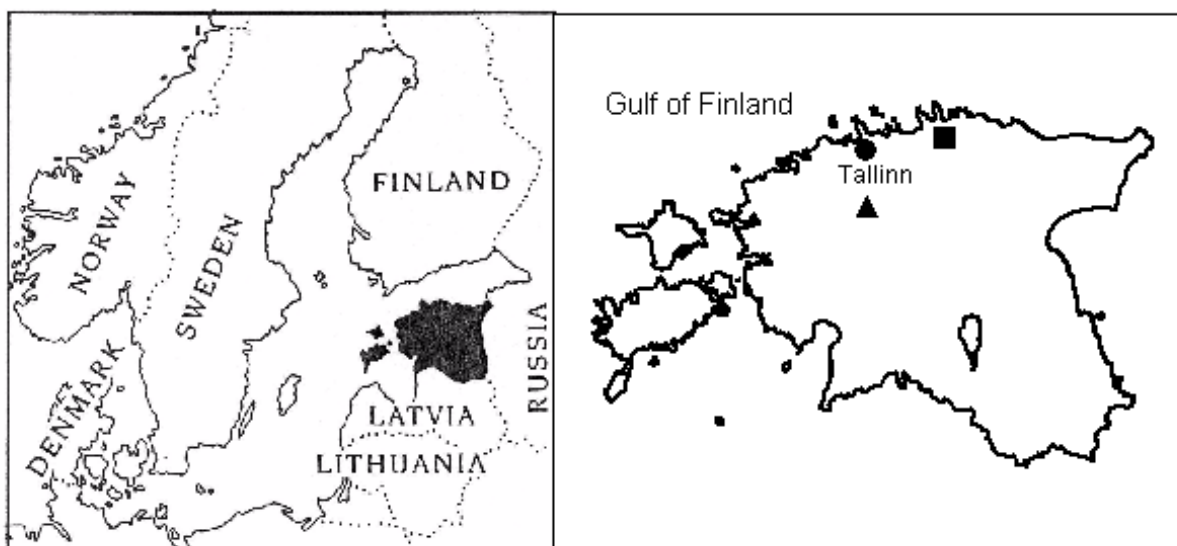 NORWAY
SWEDEN
FINLAND
DENMARK
RUSSIA
LATVIA
LITHUANIA
Gulf of Finland
Tallinn